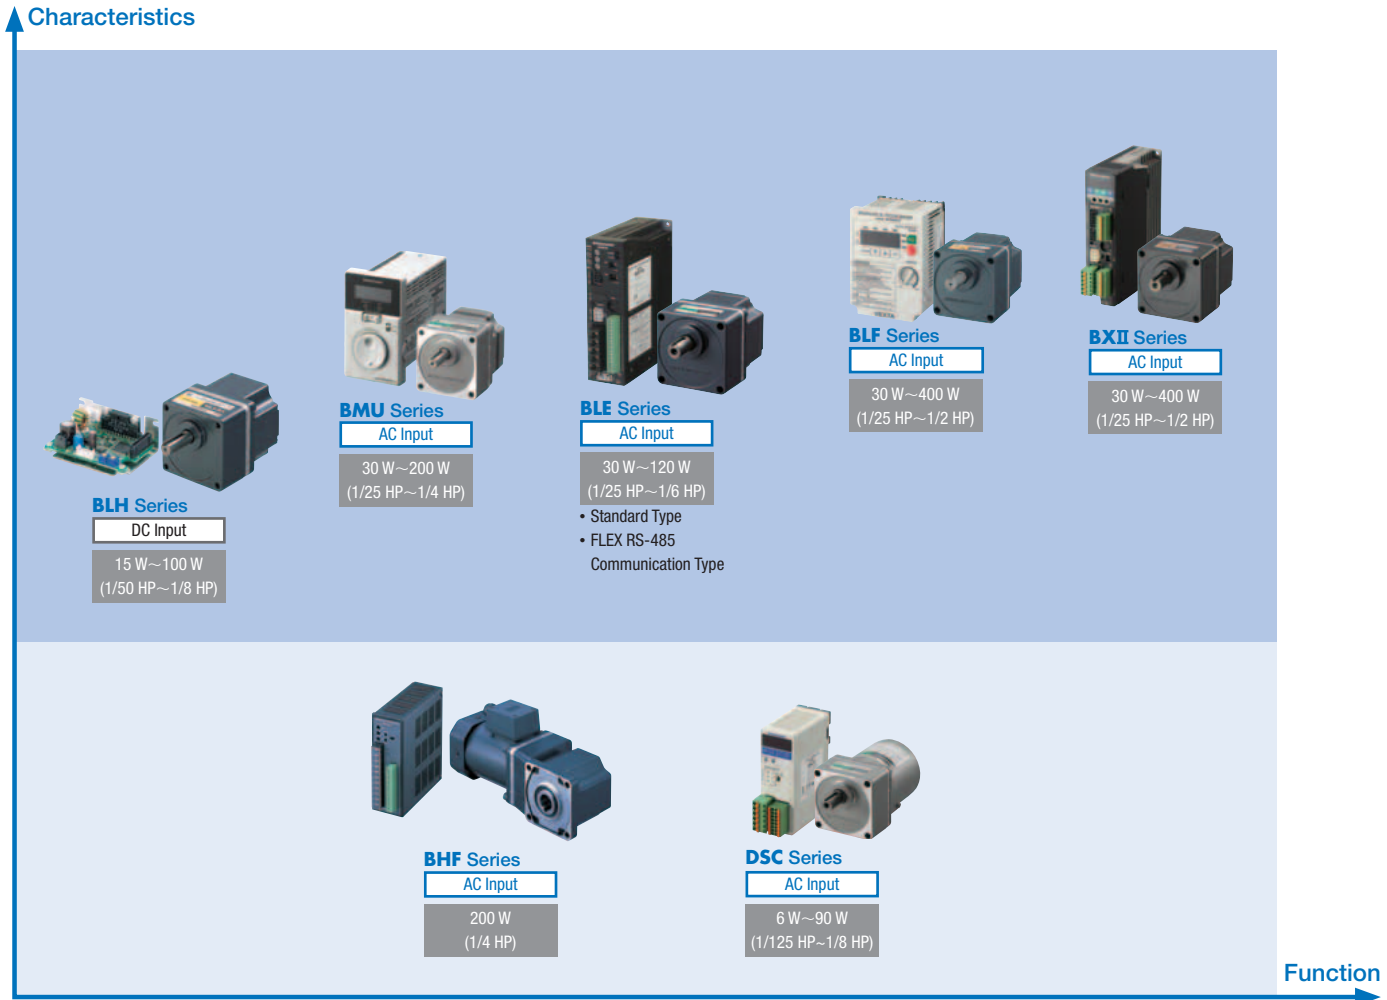 Characteristics
BLF Series
AC Input
30 W～400 W
(1/25 HP～1/2 HP)
BXII Series
AC Input
30 W～400 W
(1/25 HP～1/2 HP)
BMU Series
AC Input
30 W～200 W
(1/25 HP～1/4 HP)
BLE Series
AC Input
30 W～120 W
(1/25 HP～1/6 HP)
• Standard Type
• FLEX RS-485
Communication Type
BLH Series
DC Input
15 W～100 W
(1/50 HP～1/8 HP)
BHF Series
AC Input
200 W
(1/4 HP)
DSC Series
AC Input
6 W～90 W
(1/125 HP~1/8 HP)
Function